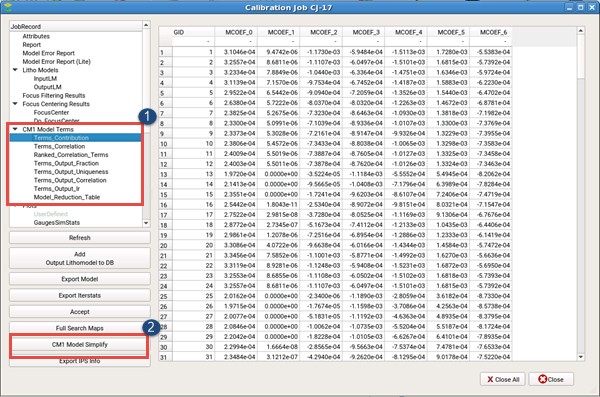 Calibration Job CJ-17
JobRecord
Attributes
Report
Model Error Report
Model Error Report (Lite)
Litho Models
InputLM
OutputLM
Focus Filtering Results
Focus Centering Results
FocusCenter
1
CM1 Model Terms
Terms_Contribution
Terms_Correlation
Ranked_Correlation_Terms
Terms_Output_Fraction
Terms_Output_Uniqueness
Terms_Output_Correlation
Terms_Output_Ir
Model_Reduction_Table
Plots
UserDefined
GaugesSimStats
Refresh
Add
Output Lithomodel to DB
Export Model
Export Iterstats
Accept
Full Search Maps
2
CM1 Model Simplify
Export IPS Info
GID MCOEF_0 MCOEF_1 MCOEF_2 MCOEF_3 MCOEF_4 MCOEF_5 MCOEF_6
- - - - - - -
1 1 3.1046e-04 9.4742e-06 -1.1730e-03 -5.9484e-04 -1.5113e-03 1.7280e-03 -5.5383e-04
2 2 3.2557e-04 8.6811e-06 -1.1107e-03 -6.0497e-04 -1.5101e-03 1.6815e-03 -5.7392e-04
3 3 3.2334e-04 7.8849e-06 -1.0440e-03 -6.3364e-04 -1.4751e-03 1.6346e-03 -5.9724e-04
4 4 3.1139e-04 7.1570e-06 -9.7534e-04 -6.7452e-04 -1.4187e-03 1.5883e-03 -6.2230e-04
5 5 2.9522e-04 6.5442e-06 -9.0940e-04 -7.2059e-04 -1.3526e-03 1.5440e-03 -6.4702e-04
6 6 2.6380e-04 5.7222e-06 -8.0370e-04 -8.0320e-04 -1.2263e-03 1.4672e-03 -6.8781e-04
7 7 2.3825e-04 5.2675e-06 -7.3230e-04 -8.6463e-04 -1.0930e-03 1.3818e-03 -7.1982e-04
8 8 2.3300e-04 5.0991e-06 -7.1039e-04 -8.9336e-04 -1.0107e-03 1.3300e-03 -7.3769e-04
9 9 2.3373e-04 5.3028e-06 -7.2161e-04 -8.9147e-04 -9.9326e-04 1.3229e-03 -7.3955e-04
10 10 2.3806e-04 5.4572e-06 -7.3433e-04 -8.8038e-04 -1.0065e-03 1.3298e-03 -7.3583e-04
11 11 2.4009e-04 5.5019e-06 -7.3887e-04 -8.7605e-04 -1.0127e-03 1.3325e-03 -7.3458e-04
12 12 2.4003e-04 5.5011e-06 -7.3878e-04 -8.7620e-04 -1.0126e-03 1.3324e-03 -7.3463e-04
13 13 1.9720e-04 0.0000e+00 -3.5224e-05 -1.1184e-03 -5.5552e-04 5.4945e-04 -8.2062e-04
14 14 2.1413e-04 0.0000e+00 -9.5665e-05 -1.0408e-03 -7.1796e-04 6.3989e-04 -7.8284e-04
15 15 2.3551e-04 0.0000e+00 -1.7241e-04 -9.6203e-04 -8.6107e-04 7.2406e-04 -7.4719e-04
16 16 2.5442e-04 1.8043e-11 -2.5340e-04 -8.9072e-04 -9.8151e-04 8.0321e-04 -7.1547e-04
17 17 2.7522e-04 2.9815e-08 -3.7280e-04 -8.0525e-04 -1.1169e-03 9.1309e-04 -6.7676e-04
18 18 2.8772e-04 2.7345e-07 -5.1673e-04 -7.4112e-04 -1.2133e-03 1.0435e-03 -6.4406e-04
19 19 2.9861e-04 1.2078e-06 -7.2516e-04 -6.8954e-04 -1.2886e-03 1.2333e-03 -6.1419e-04
20 20 3.3086e-04 4.0722e-06 -9.6638e-04 -6.0166e-04 -1.4344e-03 1.4584e-03 -5.7472e-04
21 21 3.3456e-04 7.5852e-06 -1.1001e-03 -5.8771e-04 -1.4992e-03 1.6270e-03 -5.6636e-04
22 22 3.3119e-04 8.9281e-06 -1.1248e-03 -5.9408e-04 -1.5231e-03 1.6872e-03 -5.6950e-04
23 23 3.2553e-04 8.6855e-06 -1.1108e-03 -6.0502e-04 -1.5102e-03 1.6818e-03 -5.7393e-04
24 24 3.2557e-04 8.6811e-06 -1.1107e-03 -6.0497e-04 -1.5101e-03 1.6815e-03 -5.7392e-04
25 25 2.0162e-04 0.0000e+00 -2.3400e-06 -1.1890e-03 -2.8059e-04 3.6182e-04 -8.7330e-04
26 26 1.9715e-04 0.0000e+00 -1.7674e-05 -1.1598e-03 -3.7086e-04 4.2563e-04 -8.5738e-04
27 27 2.0077e-04 0.0000e+00 -5.1831e-05 -1.1192e-03 -4.6363e-04 4.8935e-04 -8.3795e-04
28 28 2.0846e-04 0.0000e+00 -1.0062e-04 -1.0735e-03 -5.5204e-04 5.5187e-04 -8.1724e-04
29 29 2.2042e-04 0.0000e+00 -1.8228e-04 -1.1015e-03 -6.6267e-04 6.4101e-04 -7.8935e-04
30 30 2.2994e-04 1.6664e-08 -2.8565e-04 -9.5663e-04 -7.5374e-04 7.4781e-04 -7.6533e-04
31 31 2.3484e-04 3.1212e-07 -4.2940e-04 -9.2620e-04 -8.1295e-04 9.0178e-04 -7.5220e-04
Close All
Close